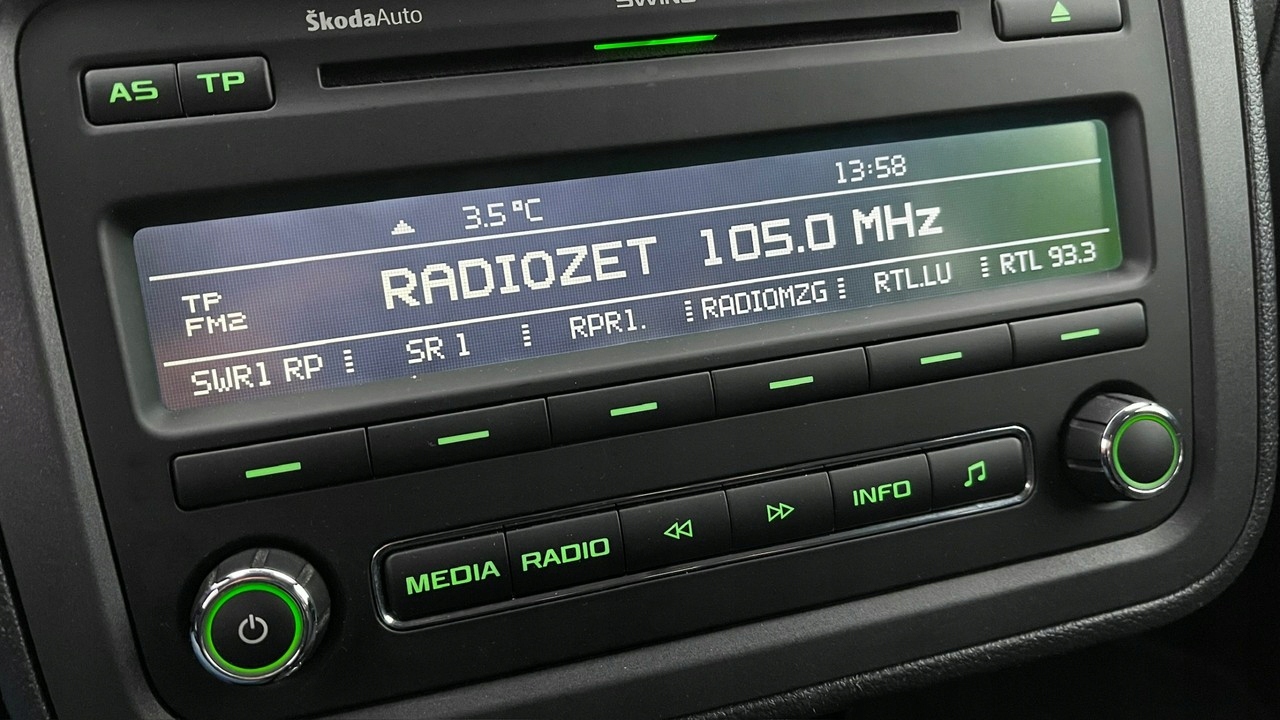 ŠkodaAuto
SWING
AS TP
3.5°C 13:58
TP
FM2
RADIOZET 105.0 MHz
SWR1 RP SR 1 RPR1. RADIOMZG RTL.LU RTL 93.3
MEDIA RADIO INFO